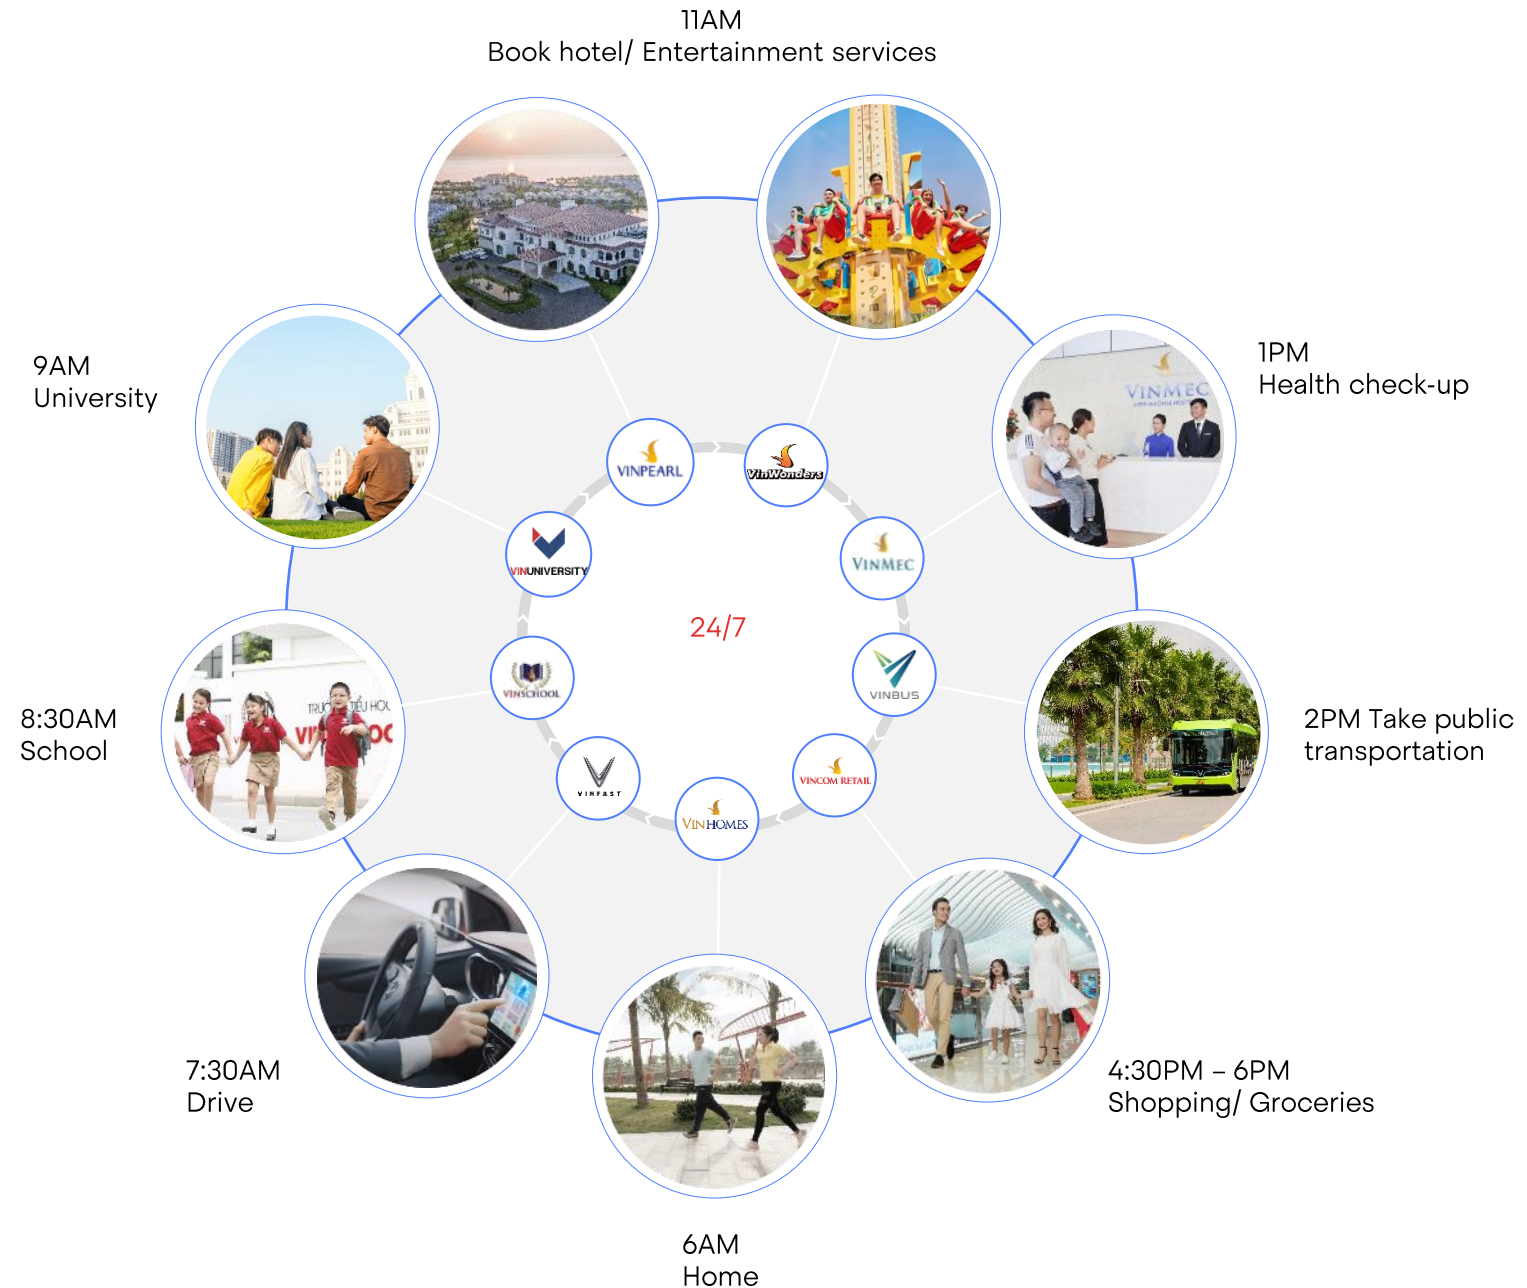 11AM
Book hotel/ Entertainment services
9AM
University
1PM
Health check-up
VINMEC
VINPEARL
VinWonders
VINUNIVERSITY
VINMEC
24/7
VINSCHOOL
VINBUS
8:30AM
School
2PM Take public
transportation
VINFAST
VINHOMES
VINCOM RETAIL
7:30AM
Drive
4:30PM – 6PM
Shopping/ Groceries
6AM
Home